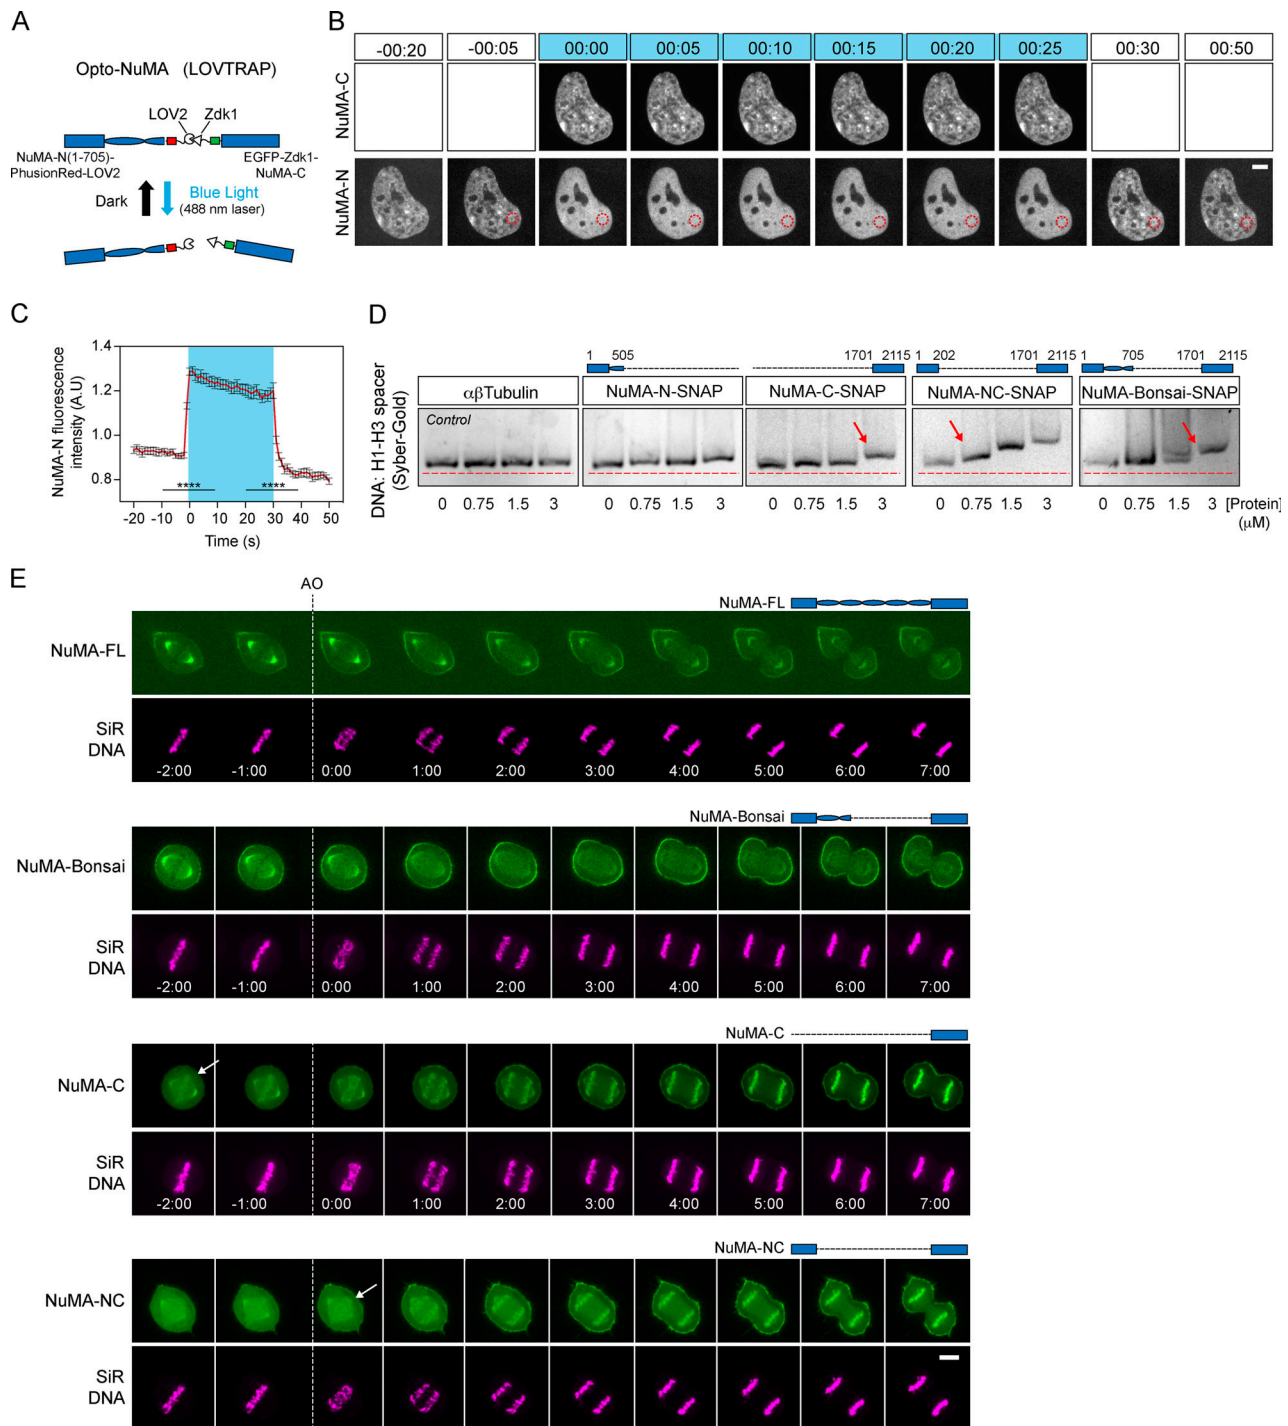 A
Opto-NuMA (LOVTRAP)
LOV2 Zdk1
NuMA-N(1-705)-
PhusionRed-LOV2
EGFP-Zdk1-
NuMA-C
Dark
Blue Light
(488 nm laser)
B
-00:20 -00:05 00:00 00:05 00:10 00:15 00:20 00:25 00:30 00:50
NuMA-C
NuMA-N
C
NuMA-N fluorescence
intensity (A.U)
1.4
1.2
1.0
0.8
**** ****
-20 -10 0 10 20 30 40 50
Time (s)
D
DNA: H1-H3 spacer
(Syber-Gold)
1 505 1701 2115 1 202 1701 2115 1 705 1701 2115
αβTubulin NuMA-N-SNAP NuMA-C-SNAP NuMA-NC-SNAP NuMA-Bonsai-SNAP
Control
0 0.75 1.5 3 0 0.75 1.5 3 0 0.75 1.5 3 0 0.75 1.5 3 0 0.75 1.5 3 [Protein]
(μM)
E
AO
NuMA-FL
NuMA-FL
SiR
DNA
-2:00 -1:00 0:00 1:00 2:00 3:00 4:00 5:00 6:00 7:00
NuMA-Bonsai
NuMA-Bonsai
SiR
DNA
-2:00 -1:00 0:00 1:00 2:00 3:00 4:00 5:00 6:00 7:00
NuMA-C
NuMA-C
SiR
DNA
-2:00 -1:00 0:00 1:00 2:00 3:00 4:00 5:00 6:00 7:00
NuMA-NC
NuMA-NC
SiR
DNA